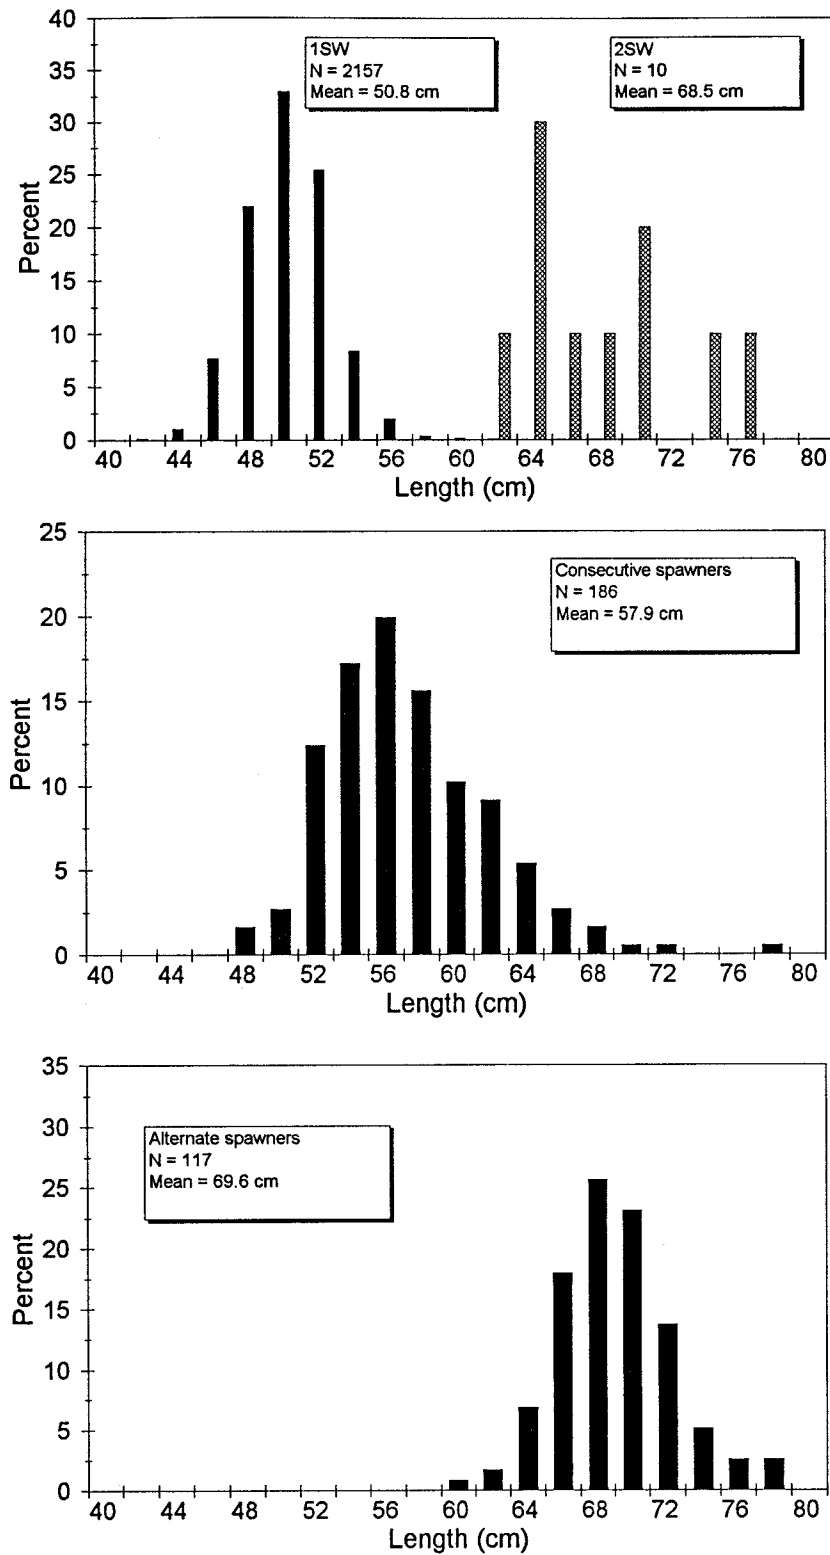 40
35
30
25
20
15
10
5
0
Percent
1SW
N = 2157
Mean = 50.8 cm
2SW
N = 10
Mean = 68.5 cm
40 44 48 52 56 60 64 68 72 76 80
Length (cm)
25
20
15
10
5
0
Percent
Consecutive spawners
N = 186
Mean = 57.9 cm
40 44 48 52 56 60 64 68 72 76 80
Length (cm)
35
30
25
20
15
10
5
0
Percent
Alternate spawners
N = 117
Mean = 69.6 cm
40 44 48 52 56 60 64 68 72 76 80
Length (cm)